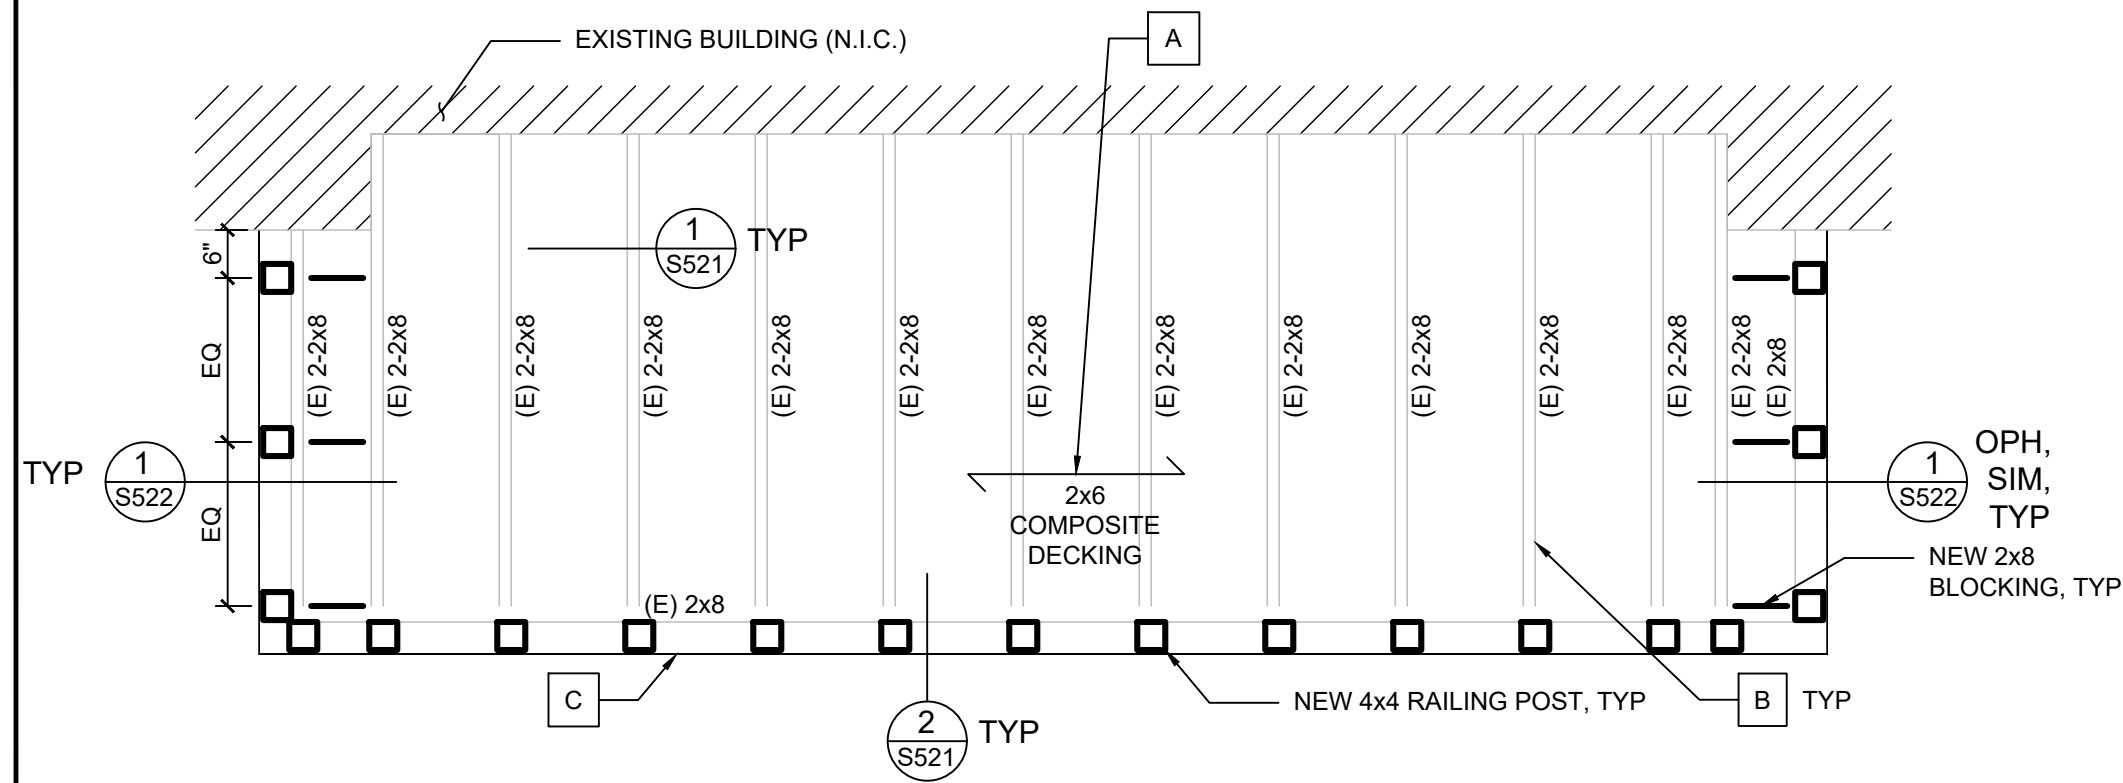 EXISTING BUILDING (N.I.C.)
A
6"
EQ
EQ
1
S521
TYP
(E) 2-2x8
(E) 2-2x8
(E) 2-2x8
(E) 2-2x8
(E) 2-2x8
(E) 2-2x8
(E) 2-2x8
(E) 2-2x8
(E) 2-2x8
(E) 2-2x8
(E) 2-2x8
(E) 2-2x8
(E) 2-2x8
(E) 2x8
TYP
1
S522
2x6
COMPOSITE
DECKING
1
S522
OPH,
SIM,
TYP
NEW 2x8
BLOCKING, TYP
(E) 2x8
C
2
S521
TYP
NEW 4x4 RAILING POST, TYP
B
TYP